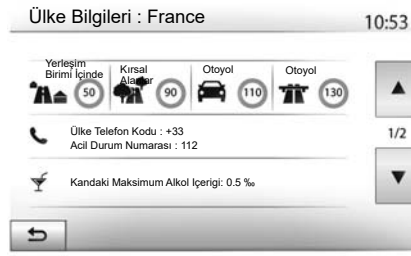 Ülke Bilgileri : France
10:53
Yerleşim
Birimi İçinde
50
Kırsal
Alanlar
90
Otoyol
110
Otoyol
130
Ülke Telefon Kodu : +33
Acil Durum Numarası : 112
1/2
Kandaki Maksimum Alkol Içerigi: 0.5 ‰